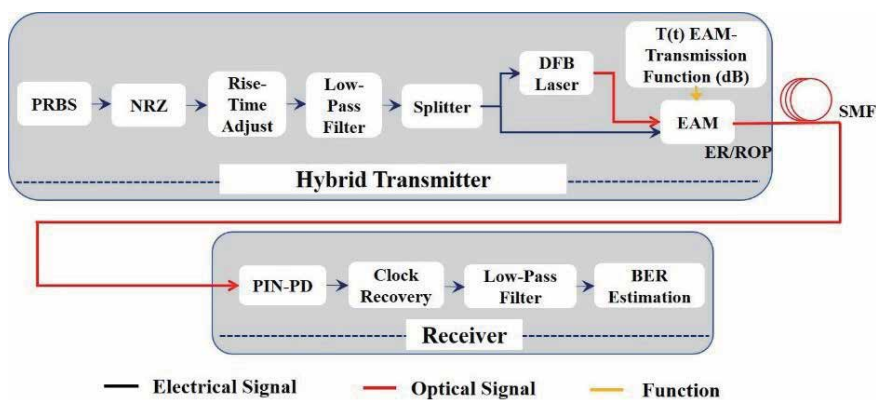 PRBS
NRZ
Rise-
Time
Adjust
Low-
Pass
Filter
Splitter
DFB
Laser
T(t) EAM-
Transmission
Function (dB)
EAM
ER/ROP
SMF
Hybrid Transmitter
PIN-PD
Clock
Recovery
Low-Pass
Filter
BER
Estimation
Receiver
Electrical Signal
Optical Signal
Function